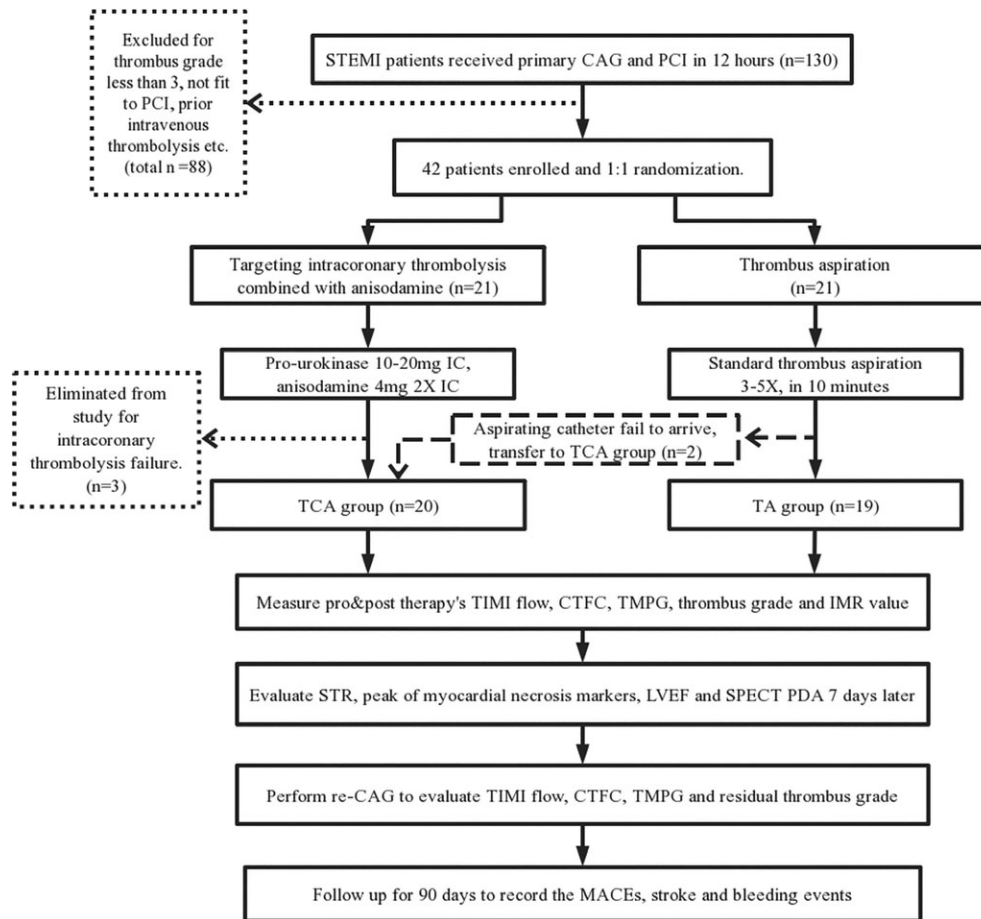 Excluded for
thrombus grade
less than 3, not fit
to PCI, prior
intravenous
thrombolysis etc.
(total n =88)
STEMI patients received primary CAG and PCI in 12 hours (n=130)
42 patients enrolled and 1:1 randomization.
Targeting intracoronary thrombolysis
combined with anisodamine (n=21)
Thrombus aspiration
(n=21)
Pro-urokinase 10-20mg IC,
anisodamine 4mg 2X IC
Standard thrombus aspiration
3-5X, in 10 minutes
Eliminated from
study for
intracoronary
thrombolysis failure.
(n=3)
Aspirating catheter fail to arrive,
transfer to TCA group (n=2)
TCA group (n=20)
TA group (n=19)
Measure pro&post therapy's TIMI flow, CTFC, TMPG, thrombus grade and IMR value
Evaluate STR, peak of myocardial necrosis markers, LVEF and SPECT PDA 7 days later
Perform re-CAG to evaluate TIMI flow, CTFC, TMPG and residual thrombus grade
Follow up for 90 days to record the MACEs, stroke and bleeding events